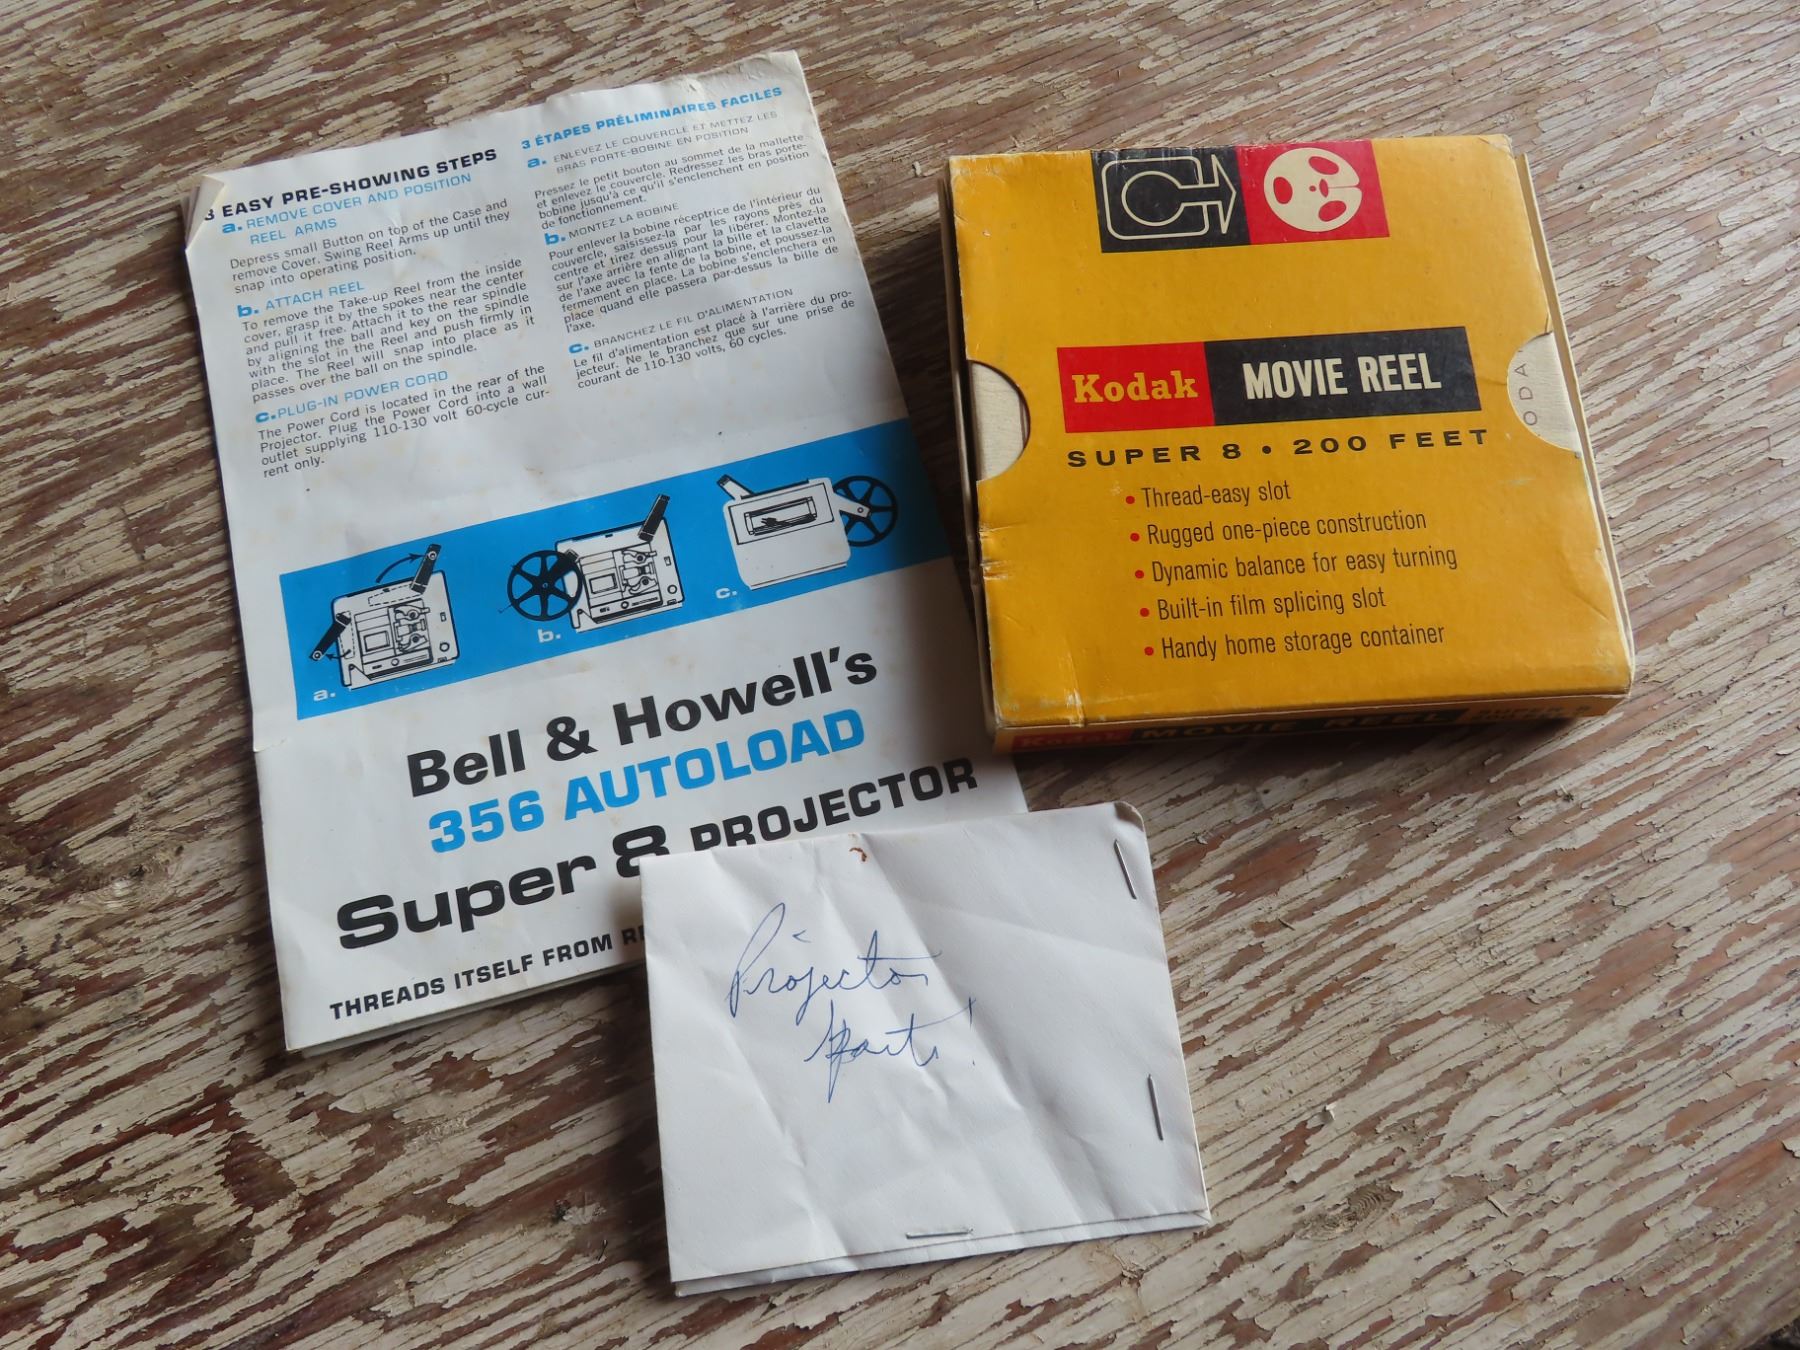 3 EASY PRE-SHOWING STEPS
a. REMOVE COVER AND POSITION
REEL ARMS
Depress small Button on top of the Case and
remove Cover. Swing Reel Arms up until they
snap into operating position.
b. ATTACH REEL
To remove the Take-up Reel from the inside
cover, grasp it by the spokes near the center
and pull it free. Attach it to the rear spindle
by aligning the ball and key on the spindle
with the slot in the Reel and push firmly in
place. The Reel will snap into place as it
passes over the ball on the spindle.
c. PLUG-IN POWER CORD
The Power Cord is located in the rear of the
Projector. Plug the Power Cord into a wall
outlet supplying 110-130 volt 60-cycle cur-
rent only.
3 ÉTAPES PRÉLIMINAIRES FACILES
a. ENLEVEZ LE COUVERCLE ET METTEZ LES
BRAS PORTE-BOBINE EN POSITION
Pressez le petit bouton au sommet de la mallette
et enlevez le couvercle. Redressez les bras porte-
bobine jusqu'à ce qu'il s'enclenchent en position
de fonctionnement.
b. MONTEZ LA BOBINE
Pour enlever la bobine réceptrice de l'intérieur du
couvercle, saisissez-la par les rayons près du
centre et tirez dessus pour la libérer. Montez-la
sur l'axe arrière en alignant la bille et la clavette
de l'axe avec la fente de la bobine, et poussez-la
fermement en place. La bobine s'enclenchera en
place quand elle passera par-dessus la bille de
l'axe.
c. BRANCHEZ LE FIL D'ALIMENTATION
Le fil d'alimentation est placé à l'arrière du pro-
jecteur. Ne le branchez que sur une prise de
courant de 110-130 volts, 60 cycles.
a.
b.
c.
Bell & Howell's
356 AUTOLOAD
Super 8 PROJECTOR
THREADS ITSELF FROM RE
Kodak MOVIE REEL
SUPER 8 • 200 FEET
• Thread-easy slot
• Rugged one-piece construction
• Dynamic balance for easy turning
• Built-in film splicing slot
• Handy home storage container
ODA
Kodak MOVIE REEL SUPER 8
Projector
parts!